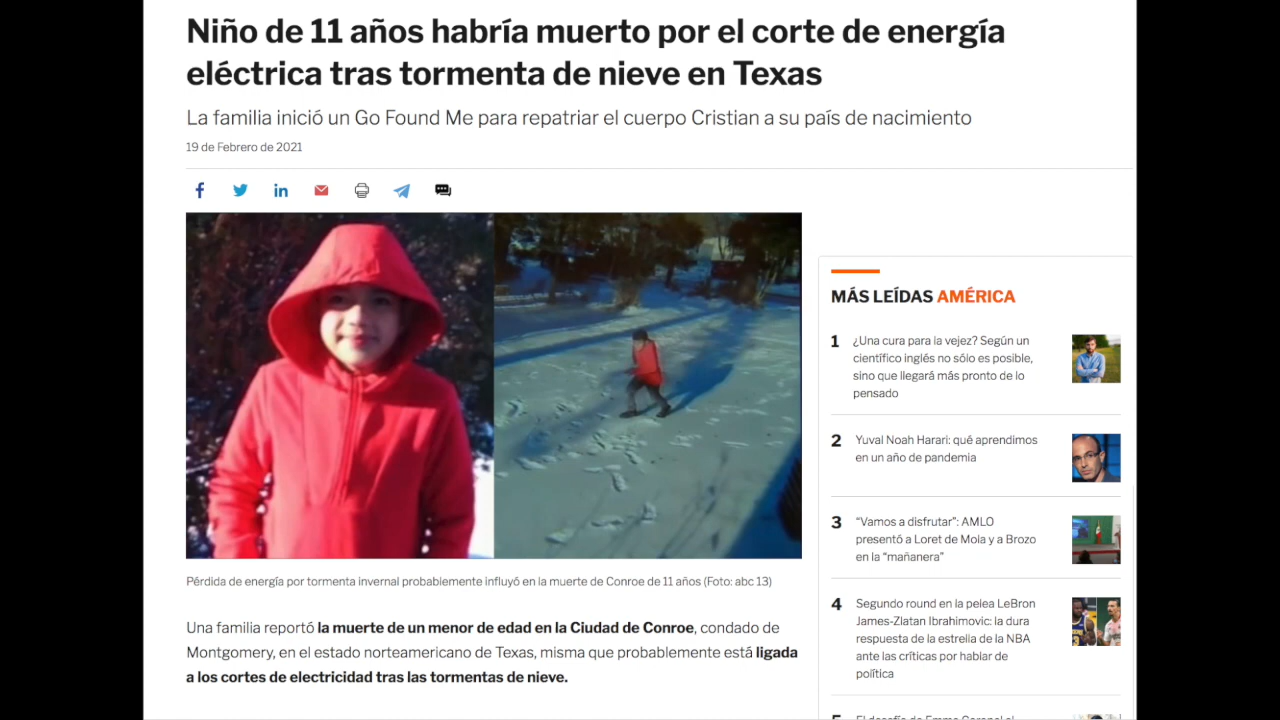 Niño de 11 años habría muerto por el corte de energía
eléctrica tras tormenta de nieve en Texas
La familia inició un Go Found Me para repatriar el cuerpo Cristian a su país de nacimiento
19 de Febrero de 2021
MÁS LEÍDAS AMÉRICA
1 ¿Una cura para la vejez? Según un
científico inglés no sólo es posible,
sino que llegará más pronto de lo
pensado
2 Yuval Noah Harari: qué aprendimos
en un año de pandemia
3 “Vamos a disfrutar”: AMLO
presentó a Loret de Mola y a Brozo
en la “mañanera”
4 Segundo round en la pelea LeBron
James-Zlatan Ibrahimovic: la dura
respuesta de la estrella de la NBA
ante las críticas por hablar de
política
Pérdida de energía por tormenta invernal probablemente influyó en la muerte de Conroe de 11 años (Foto: abc 13)
Una familia reportó la muerte de un menor de edad en la Ciudad de Conroe, condado de
Montgomery, en el estado norteamericano de Texas, misma que probablemente está ligada
a los cortes de electricidad tras las tormentas de nieve.